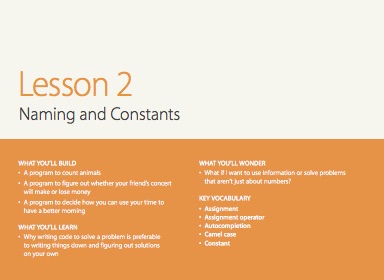 Lesson 2
Naming and Constants
WHAT YOU'LL BUILD
• A program to count animals
• A program to figure out whether your friend's concert
will make or lose money
• A program to decide how you can use your time to
have a better morning
WHAT YOU'LL LEARN
• Why writing code to solve a problem is preferable
to writing things down and figuring out solutions
on your own
WHAT YOU'LL WONDER
• What if I want to use information or solve problems
that aren't just about numbers?
KEY VOCABULARY
• Assignment
• Assignment operator
• Autocompletion
• Camel case
• Constant